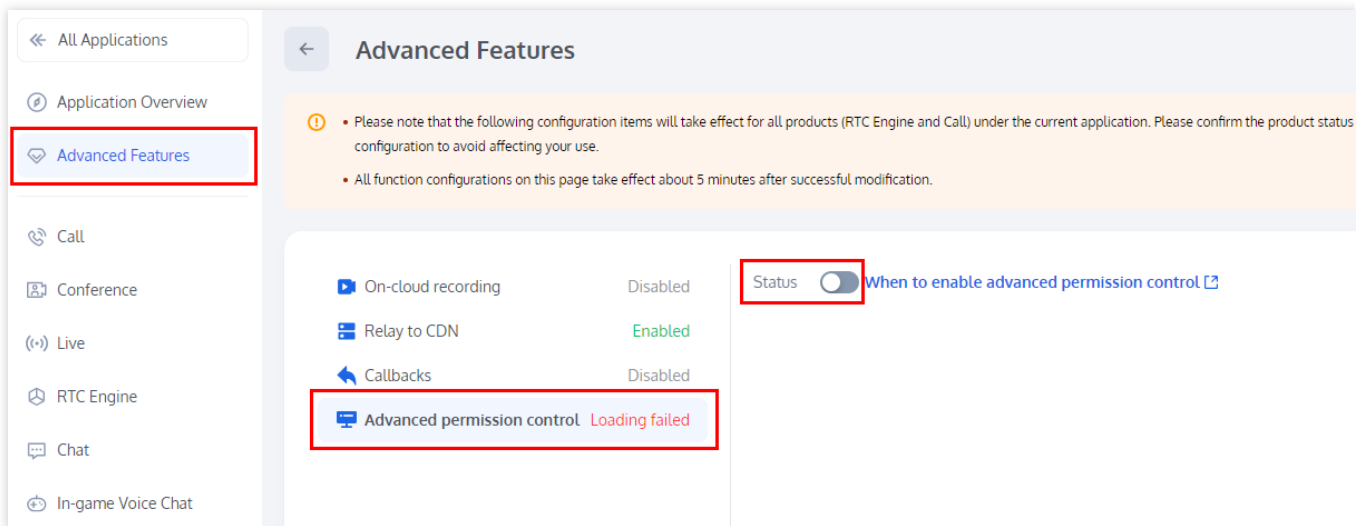 All Applications
Advanced Features
Application Overview
• Please note that the following configuration items will take effect for all products (RTC Engine and Call) under the current application. Please confirm the product status
configuration to avoid affecting your use.
Advanced Features
• All function configurations on this page take effect about 5 minutes after successful modification.
Call
On-cloud recording Disabled
Status When to enable advanced permission control
Conference
Relay to CDN Enabled
Live
Callbacks Disabled
RTC Engine
Advanced permission control Loading failed
Chat
In-game Voice Chat